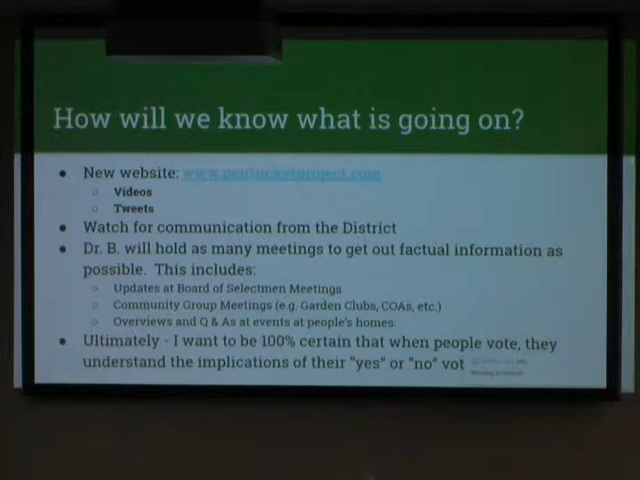 How will we know what is going on?
New website: www.pentucketproject.com
Videos
Tweets
Watch for communication from the District
Dr. B. will hold as many meetings to get out factual information as
possible. This includes:
Updates at Board of Selectmen Meetings
Community Group Meetings (e.g. Garden Clubs, COAs, etc.)
Overviews and Q & As at events at people's homes
Ultimately - I want to be 100% certain that when people vote, they
understand the implications of their "yes" or "no" vot